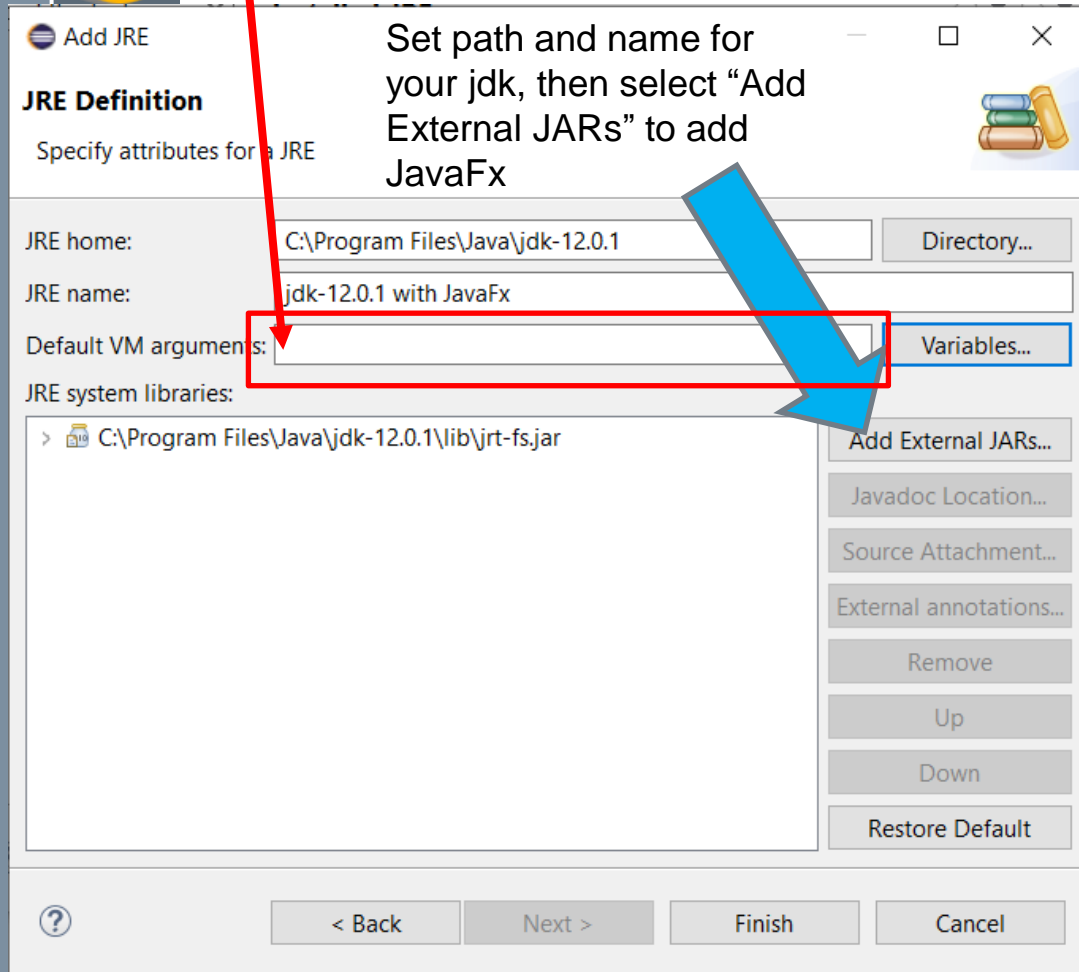 Add JRE
Set path and name for
your jdk, then select “Add
External JARs” to add
JavaFx
JRE Definition
Specify attributes for a JRE
JRE home:
C:\Program Files\Java\jdk-12.0.1
Directory...
JRE name:
jdk-12.0.1 with JavaFx
Default VM arguments:
Variables...
JRE system libraries:
C:\Program Files\Java\jdk-12.0.1\lib\jrt-fs.jar
Add External JARs...
Javadoc Location...
Source Attachment...
External annotations...
Remove
Up
Down
Restore Default
< Back
Next >
Finish
Cancel